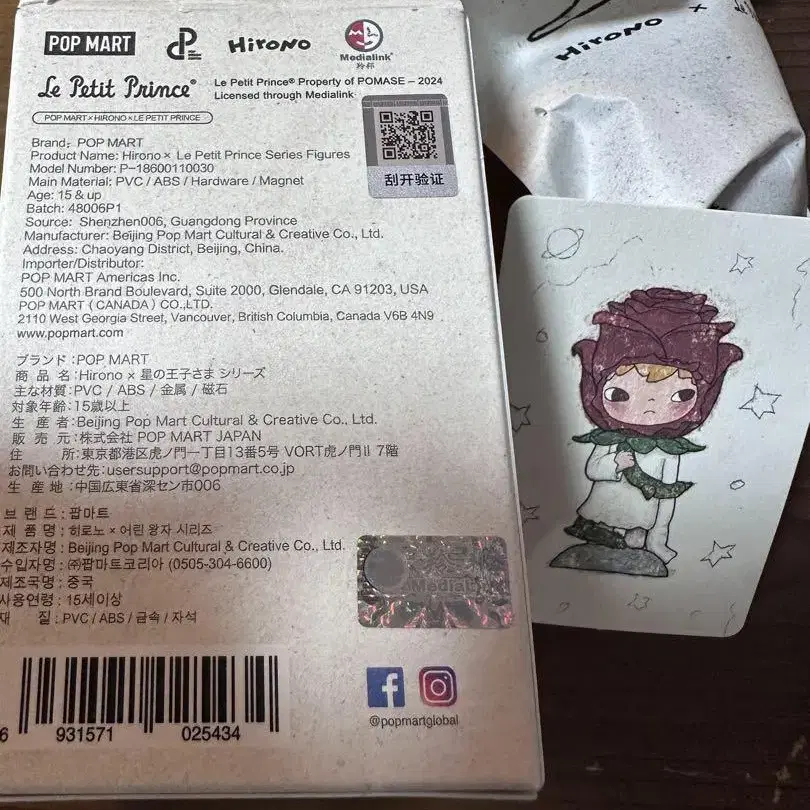 POP MART
Hirono
Medialink
羚邦
Le Petit Prince®
Le Petit Prince® Property of POMASE – 2024
Licensed through Medialink
POP MART × HIRONO × LE PETIT PRINCE
刮开验证
Brand: POP MART
Product Name: Hirono × Le Petit Prince Series Figures
Model Number: P-18600110030
Main Material: PVC / ABS / Hardware / Magnet
Age: 15 & up
Batch: 48006P1
Source: Shenzhen006, Guangdong Province
Manufacturer: Beijing Pop Mart Cultural & Creative Co., Ltd.
Address: Chaoyang District, Beijing, China.
Importer/Distributor:
POP MART Americas Inc.
500 North Brand Boulevard, Suite 2000, Glendale, CA 91203, USA
POP MART ( CANADA ) CO.,LTD.
2110 West Georgia Street, Vancouver, British Columbia, Canada V6B 4N9
www.popmart.com
ブランド : POP MART
商 品 名 : Hirono × 星の王子さま シリーズ
主な材質 : PVC / ABS / 金属 / 磁石
対象年齢 : 15歳以上
生 産 者 : Beijing Pop Mart Cultural & Creative Co., Ltd.
販 売 元 : 株式会社 POP MART JAPAN
住 所 : 東京都港区虎ノ門一丁目13番5号 VORT虎ノ門II 7階
お問い合わせ先 : usersupport@popmart.co.jp
生 産 地 : 中国広東省深セン市006
브 랜 드 : 팝마트
제 품 명 : 히로노 × 어린 왕자 시리즈
제조자명 : Beijing Pop Mart Cultural & Creative Co., Ltd.
수입자명 : ㈜팝마트코리아 (0505-304-6600)
제조국명 : 중국
사용연령 : 15세이상
재 질 : PVC / ABS / 금속 / 자석
Medialink
6 931571 025434
@popmartglobal
Hirono ×